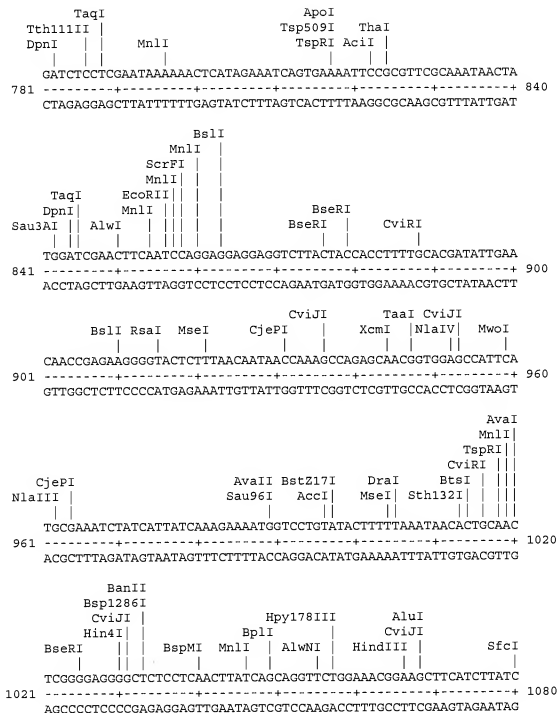 TaqI ApoI
Tth111II Tsp509I ThaI
DpnI MnlI TspRI AciI
GATCTCCTCGAATAAAAAACTCATAGAAATCAGTGAAAATTCCGCGTTCGCAAATAACTA
781 ---------+---------+---------+---------+---------+---------+ 840
CTAGAGGAGCTTATTTTTTGAGTATCTTTAGTCACTTTTAAGGCGCAAGCGTTTATTGAT
BslI
MnlI
ScrFI
TaqI MnlI
DpnI EcoRII BseRI
Sau3AI AlwI MnlI BseRI CviRI
TGGATCGAACTTCAATCCAGGAGGAGGAGGTCTTACTACCACCTTTTGCACGATATTGAA
841 ---------+---------+---------+---------+---------+---------+ 900
ACCTAGCTTGAAGTTAGGTCCTCCTCCTCCAGAATGATGGTGGAAAACGTGCTATAACTT
CviJI TaaI CviJI
BslI RsaI MseI CjePI XcmI NlaIV MwoI
CAACCGAGAAGGGGTACTCTTTAACAATAACCAAAGCCAGAGCAACGGTGGAGCCATTCA
901 ---------+---------+---------+---------+---------+---------+ 960
GTTGGCTCTTCCCCATGAGAAATTGTTATTGGTTTCGGTCTCGTTGCCACCTCGGTAAGT
AvaI
MnlI
TspRI
CviRI
CjePI AvaII BstZ17I DraI BtsI
NlaIII Sau96I AccI MseI Sth132I
TGCGAAATCTATCATTATCAAAGAAAATGGTCCTGTATACTTTTTAAATAACACTGCAAC
961 ---------+---------+---------+---------+---------+---------+ 1020
ACGCTTTAGATAGTAATAGTTTCTTTTACCAGGACATATGAAAAATTTATTGTGACGTTG
BanII
Bsp1286I
CviJI Hpy178III AluI
Hin4I BplI CviJI
BseRI BspMI MnlI AlwNI HindIII SfcI
TCGGGGAGGGGCTCTCCTCAACTTATCAGCAGGTTCTGGAAACGGAAGCTTCATCTTATC
1021 ---------+---------+---------+---------+---------+---------+ 1080
AGCCCCTCCCCGAGAGGAGTTGAATAGTCGTCCAAGACCTTTGCCTTCGAAGTAGAATAG